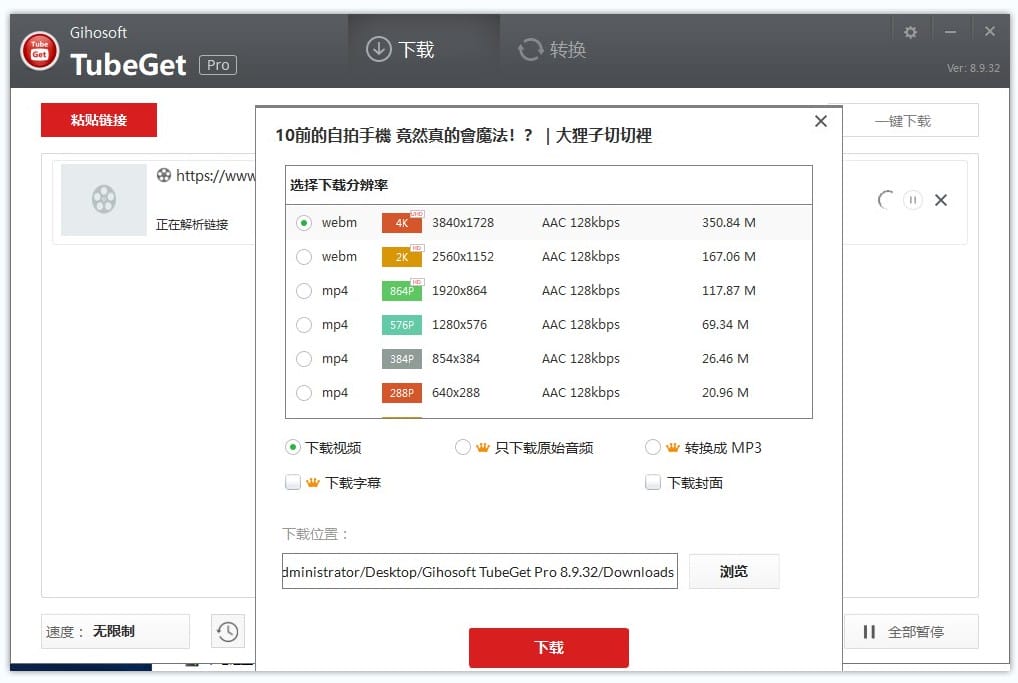 Gihosoft
TubeGet Pro
Tube Get
下载
转换
Ver: 8.9.32
粘贴链接
一键下载
https://www
正在解析链接
10前的自拍手機 竟然真的會魔法！？ | 大狸子切切裡
选择下载分辨率
webm 4K UHD 3840x1728 AAC 128kbps 350.84 M
webm 2K HD 2560x1152 AAC 128kbps 167.06 M
mp4 864P HD 1920x864 AAC 128kbps 117.87 M
mp4 576P 1280x576 AAC 128kbps 69.34 M
mp4 384P 854x384 AAC 128kbps 26.46 M
mp4 288P 640x288 AAC 128kbps 20.96 M
下载视频 只下载原始音频 转换成 MP3
下载字幕 下载封面
下载位置：
dministrator/Desktop/Gihosoft TubeGet Pro 8.9.32/Downloads 浏览
速度： 无限制
全部暂停
下载